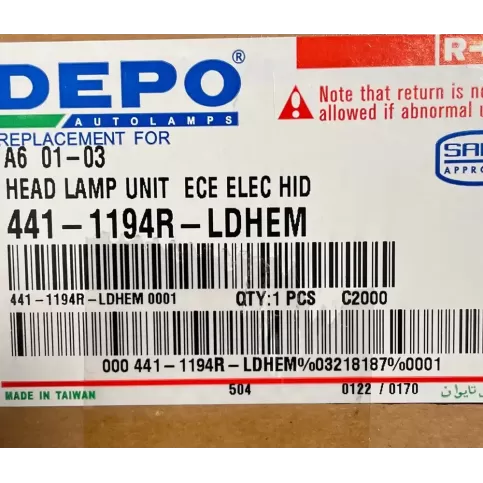 DEPO®
AUTOLAMPS
REPLACEMENT FOR
R-
Note that return is no
allowed if abnormal u
A6 01-03
HEAD LAMP UNIT ECE ELEC HID
441-1194R-LDHEM
APPRO
441-1194R-LDHEM 0001 QTY:1 PCS C2000
000 441-1194R-LDHEM%03218187%0001
MADE IN TAIWAN 504 0122 / 0170
تايوان